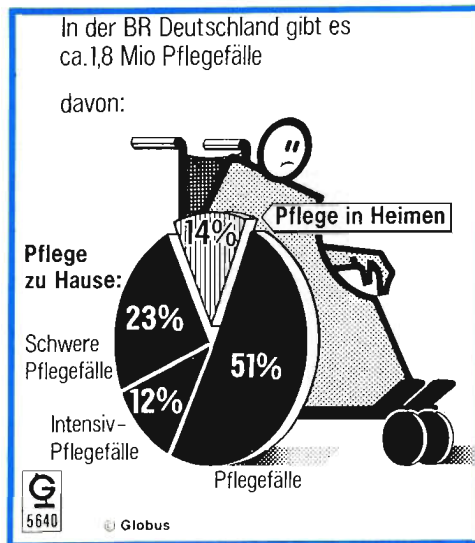 In der BR Deutschland gibt es
ca.1,8 Mio Pflegefälle
davon:
14%
Pflege in Heimen
Pflege
zu Hause:
23%
Schwere
Pflegefälle
51%
12%
Intensiv-
Pflegefälle
Pflegefälle
G
5640
© Globus